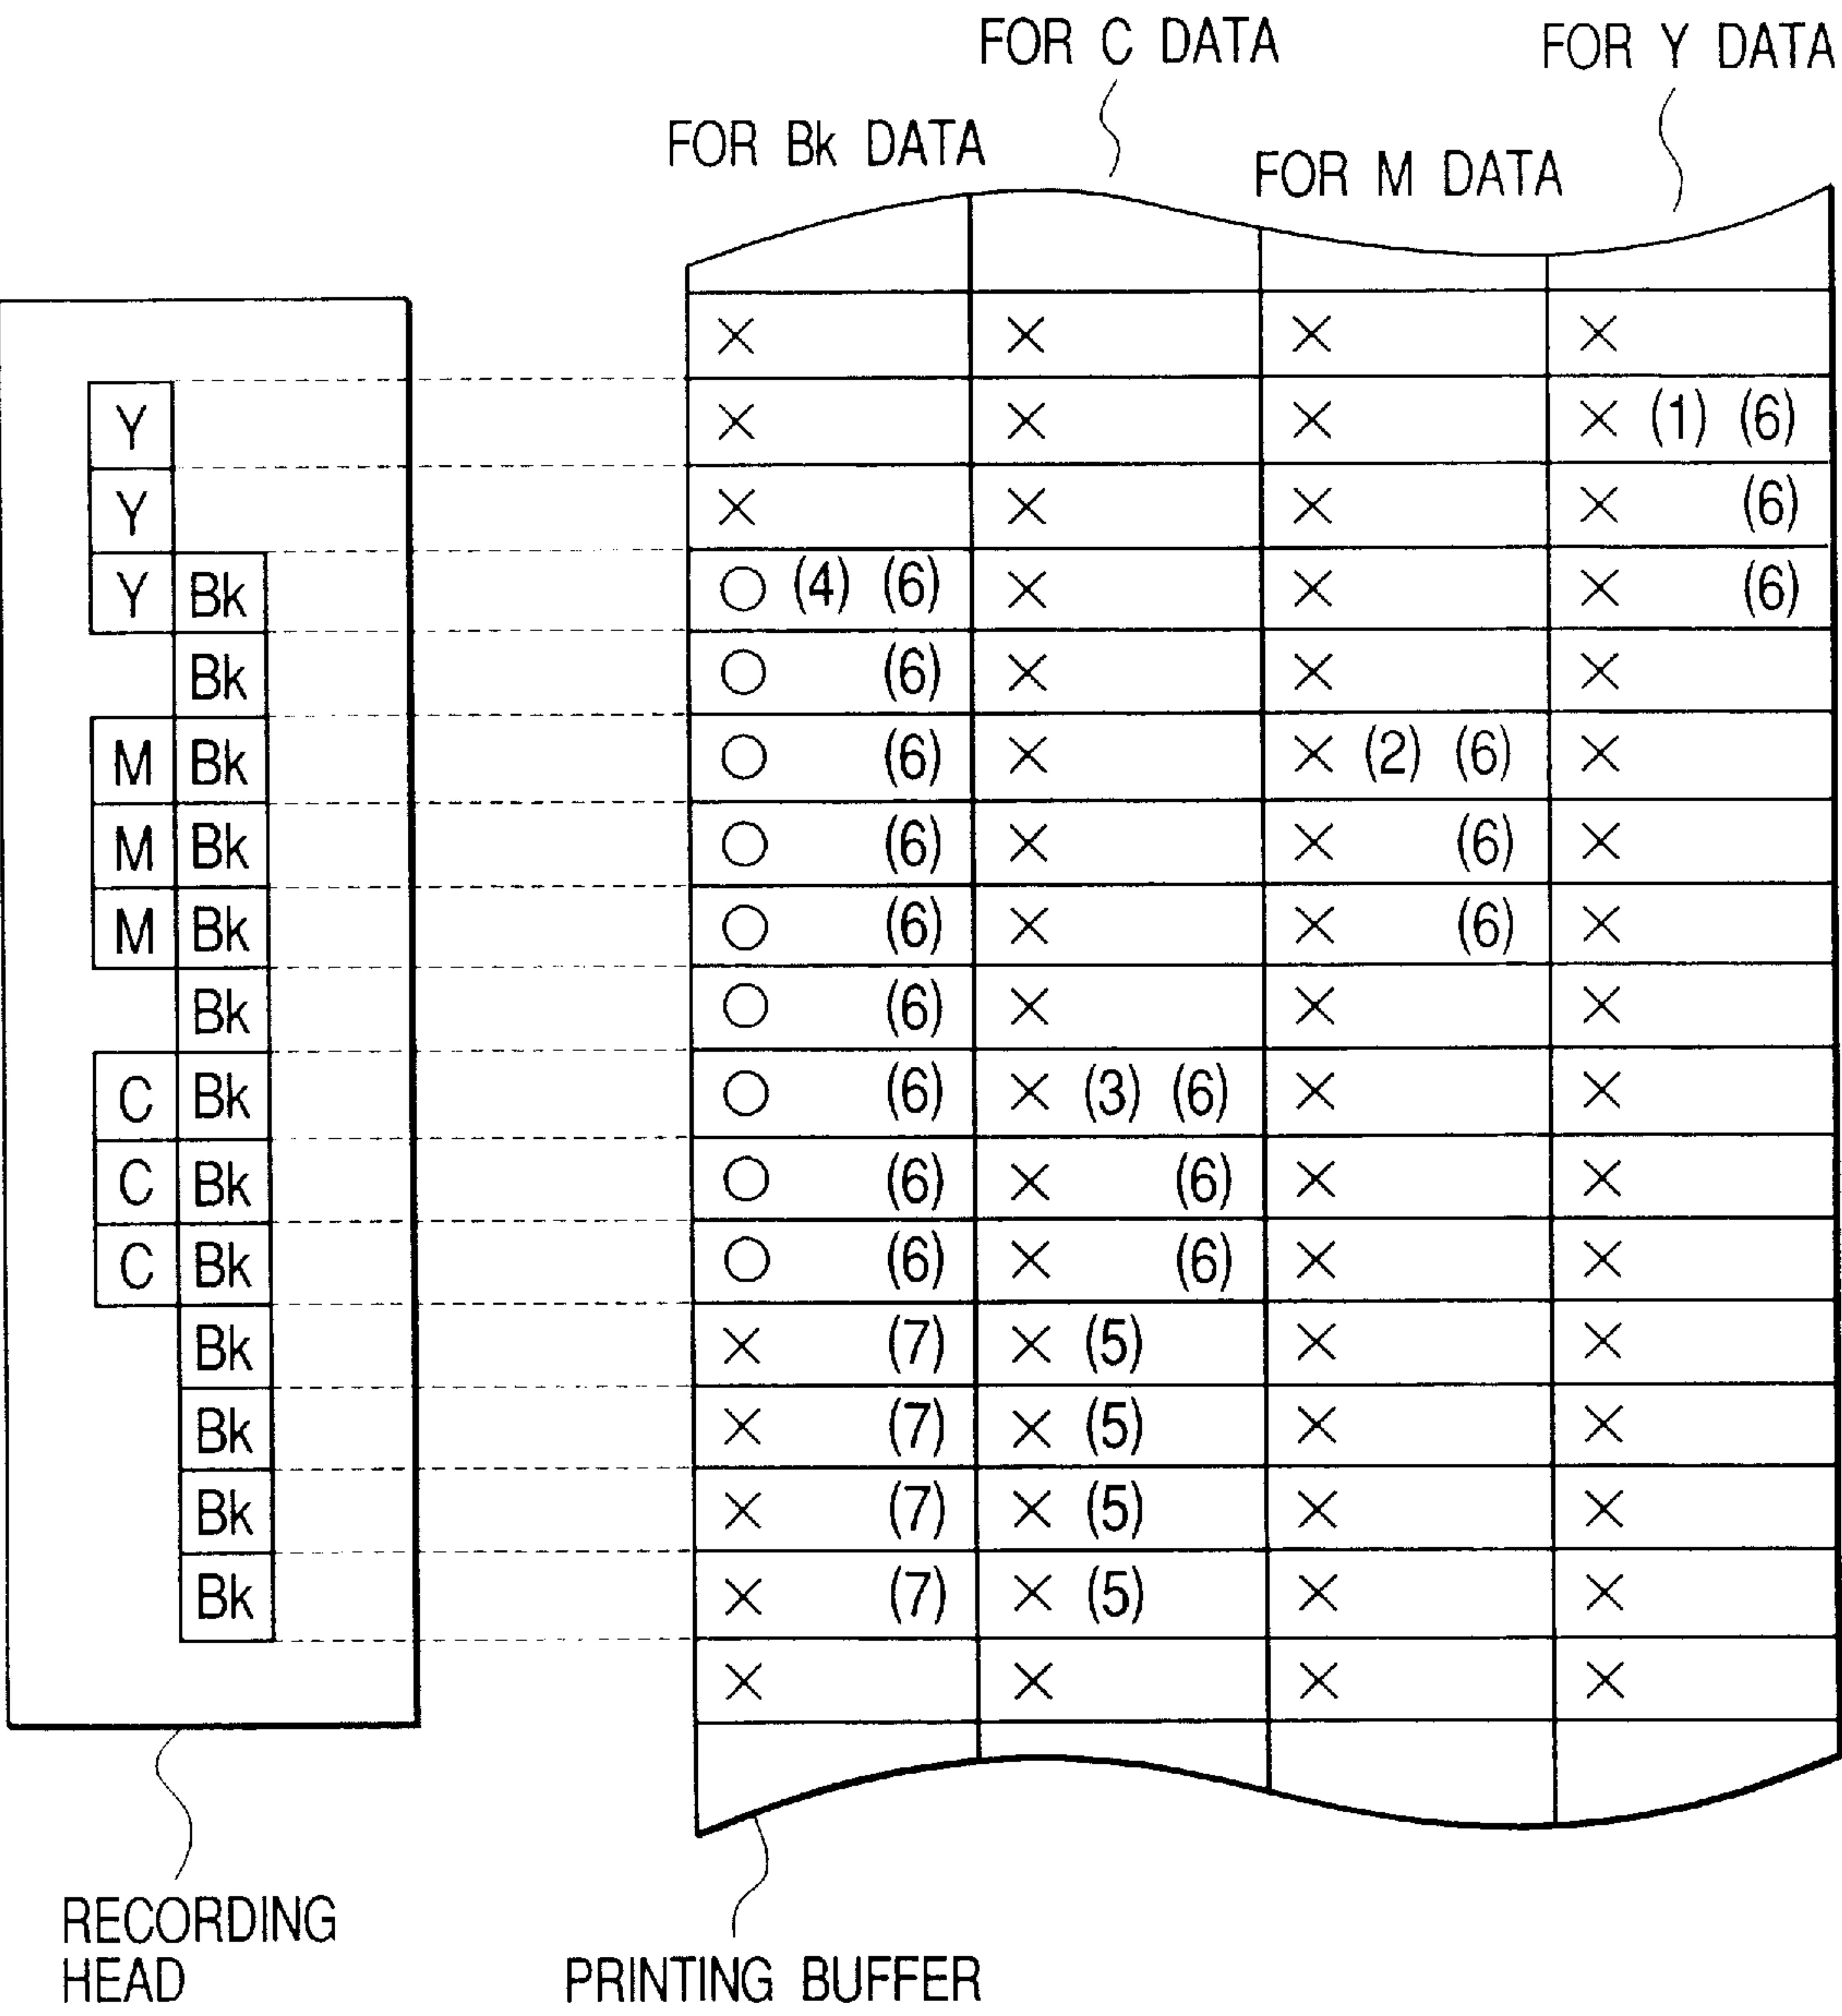 FOR C DATA
FOR Y DATA
FOR Bk DATA
FOR M DATA
× × × ×
Y × × × × (1) (6)
Y × × × × (6)
Y Bk ○ (4) (6) × × × (6)
Bk ○ (6) × × ×
M Bk ○ (6) × × (2) (6) ×
M Bk ○ (6) × × (6) ×
M Bk ○ (6) × × (6) ×
Bk ○ (6) × × ×
C Bk ○ (6) × (3) (6) × ×
C Bk ○ (6) × (6) × ×
C Bk ○ (6) × (6) × ×
Bk × (7) × (5) × ×
Bk × (7) × (5) × ×
Bk × (7) × (5) × ×
Bk × (7) × (5) × ×
× × × ×
RECORDING
HEAD
PRINTING BUFFER